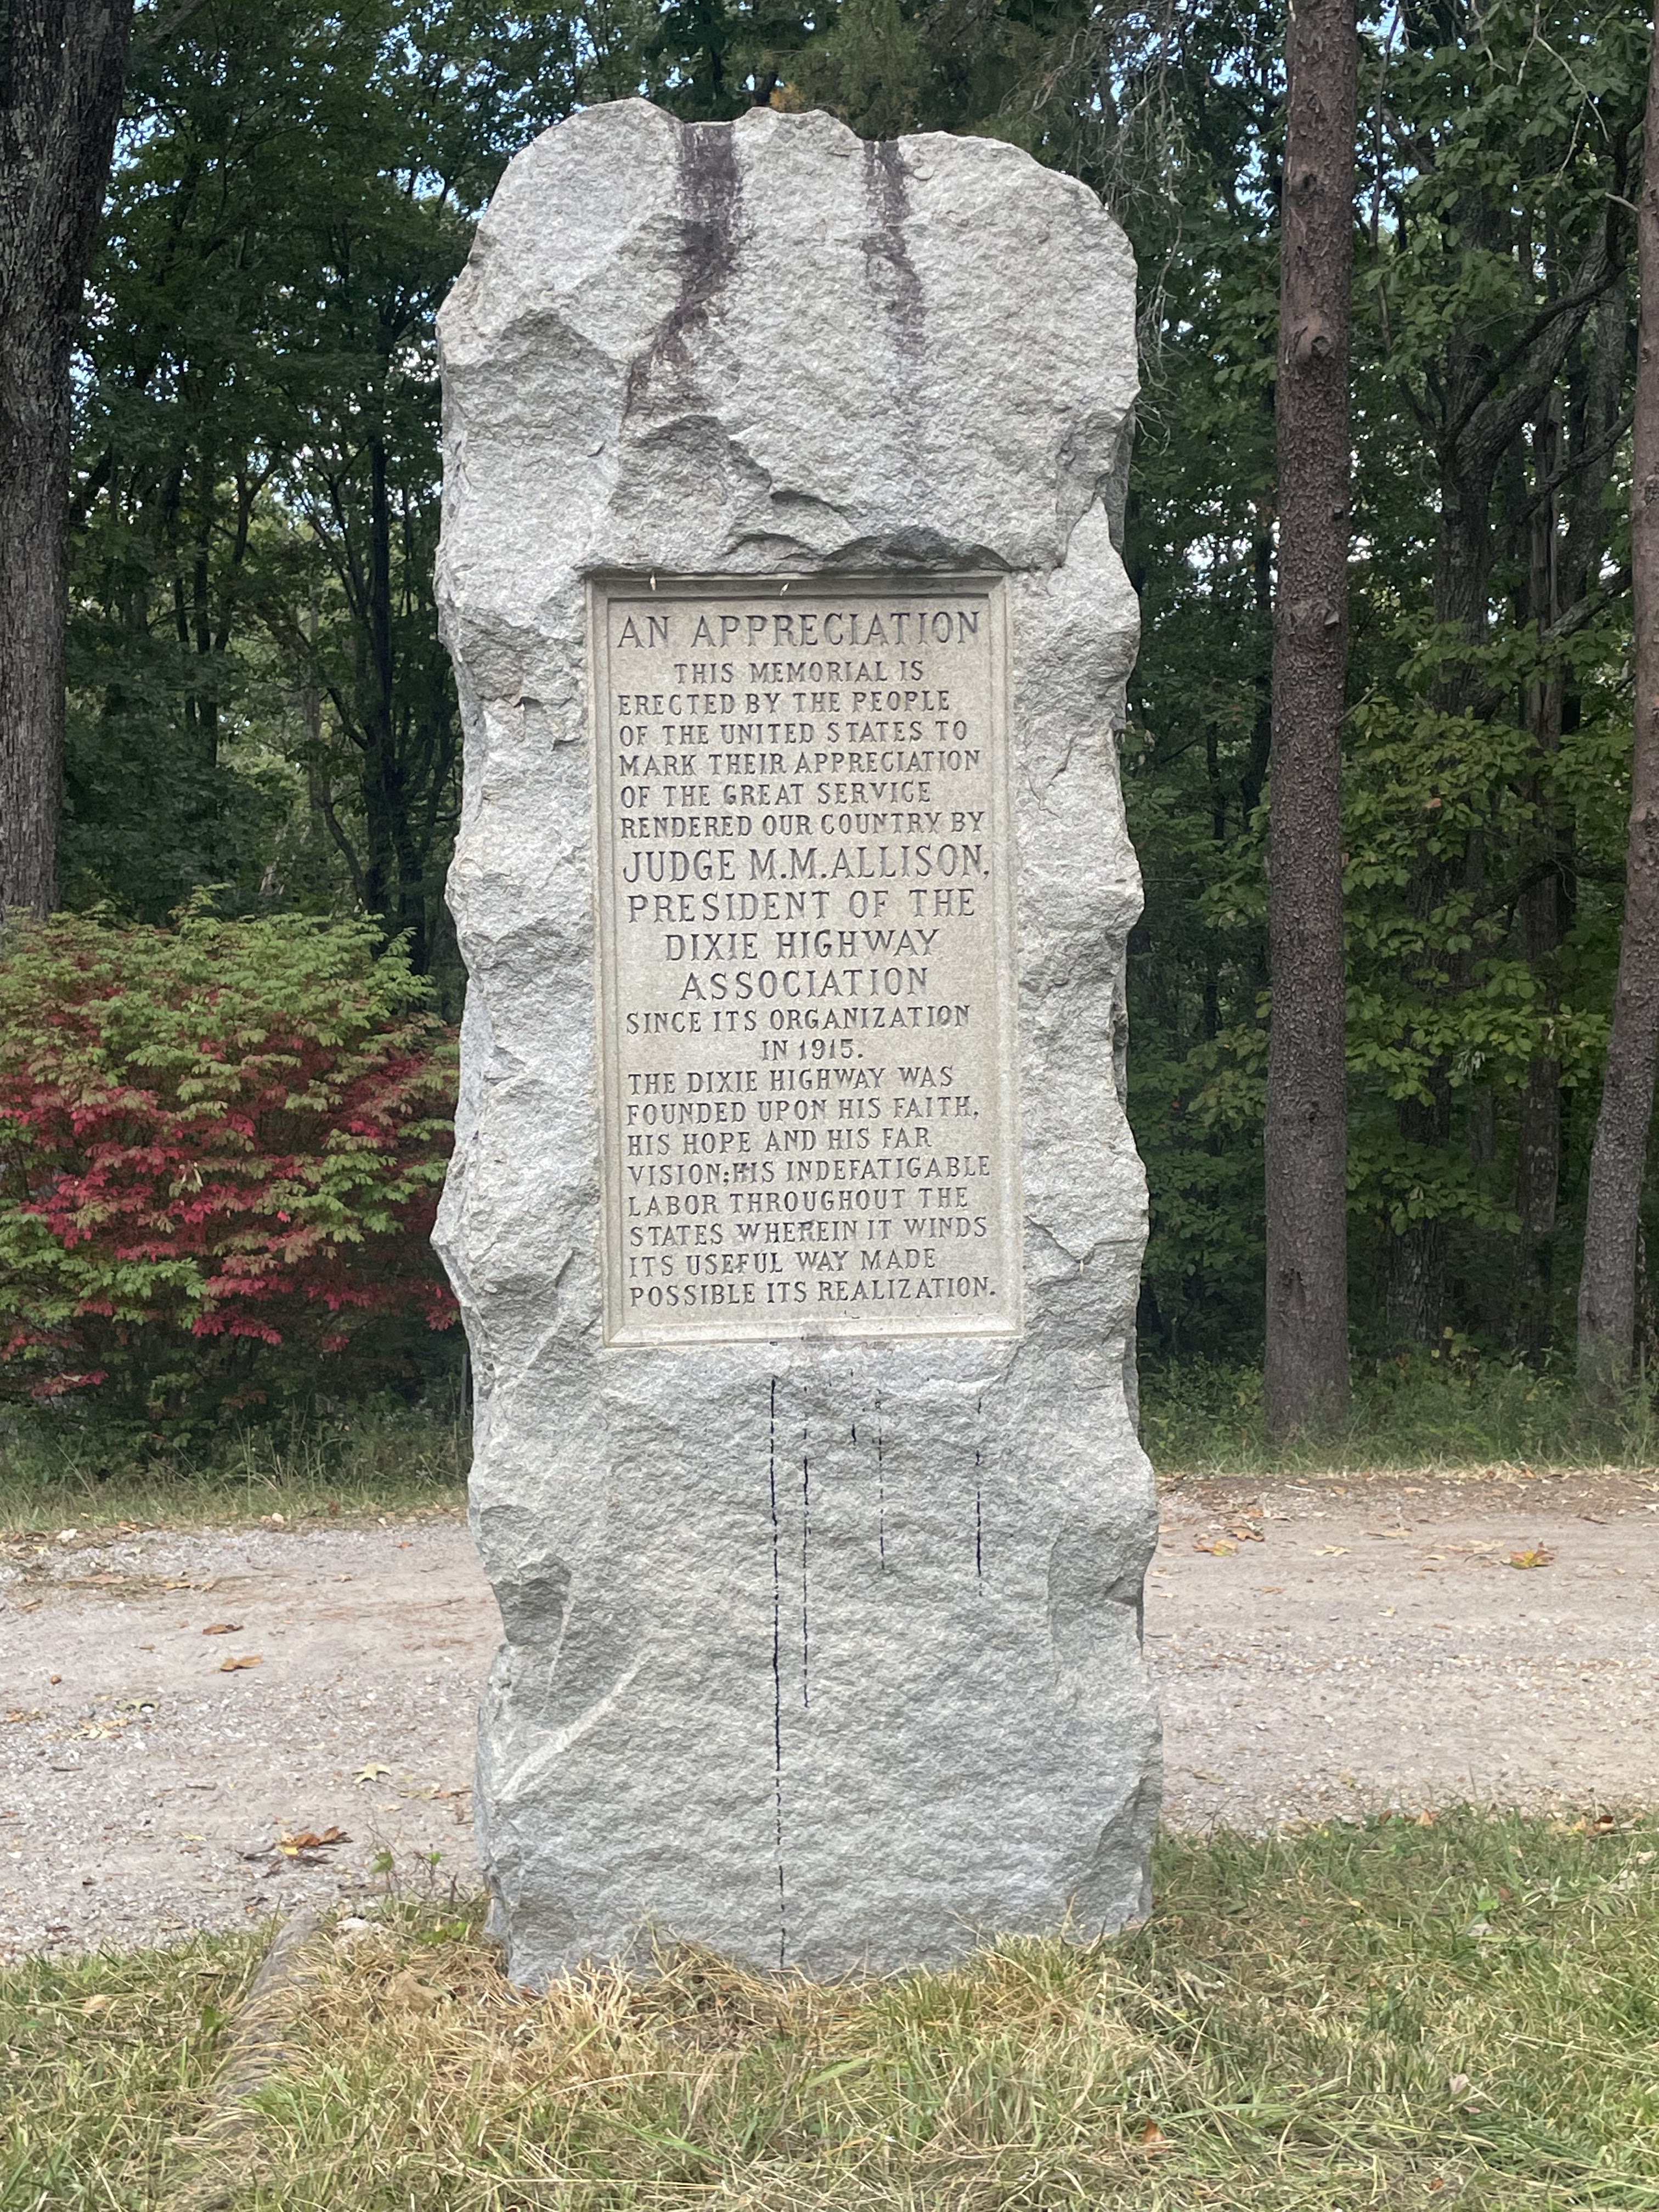 AN APPRECIATION
THIS MEMORIAL IS
ERECTED BY THE PEOPLE
OF THE UNITED STATES TO
MARK THEIR APPRECIATION
OF THE GREAT SERVICE
RENDERED OUR COUNTRY BY
JUDGE M.M.ALLISON,
PRESIDENT OF THE
DIXIE HIGHWAY
ASSOCIATION
SINCE ITS ORGANIZATION
IN 1915.
THE DIXIE HIGHWAY WAS
FOUNDED UPON HIS FAITH,
HIS HOPE AND HIS FAR
VISION;HIS INDEFATIGABLE
LABOR THROUGHOUT THE
STATES WHEREIN IT WINDS
ITS USEFUL WAY MADE
POSSIBLE ITS REALIZATION.